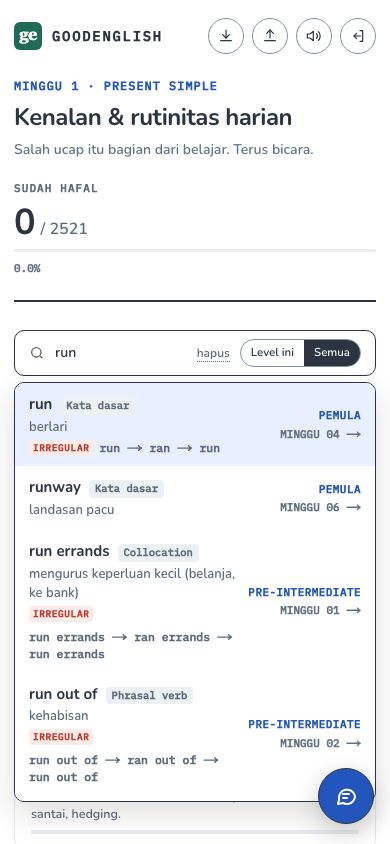 ge GOODENGLISH
MINGGU 1 · PRESENT SIMPLE
Kenalan & rutinitas harian
Salah ucap itu bagian dari belajar. Terus bicara.
SUDAH HAFAL
0 / 2521
0.0%
run hapus Level ini Semua
run Kata dasar
PEMULA
berlari
MINGGU 04 →
IRREGULAR run → ran → run
runway Kata dasar
PEMULA
landasan pacu
MINGGU 06 →
run errands Collocation
mengurus keperluan kecil (belanja,
ke bank)
PRE-INTERMEDIATE
MINGGU 01 →
IRREGULAR
run errands → ran errands →
run errands
run out of Phrasal verb
kehabisan
PRE-INTERMEDIATE
MINGGU 02 →
IRREGULAR
run out of → ran out of →
run out of
santai, hedging.